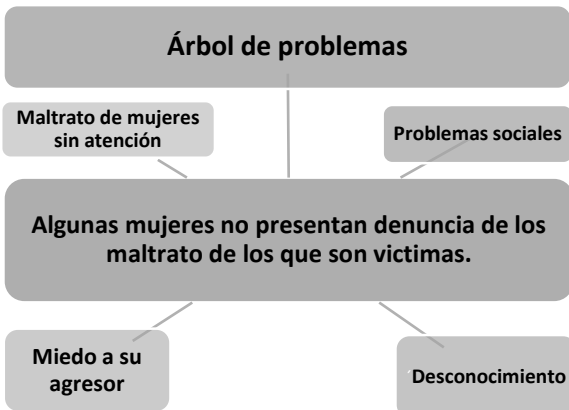 Árbol de problemas
Maltrato de mujeres
sin atención
Problemas sociales
Algunas mujeres no presentan denuncia de los
maltrato de los que son victimas.
Miedo a su
agresor
Desconocimiento